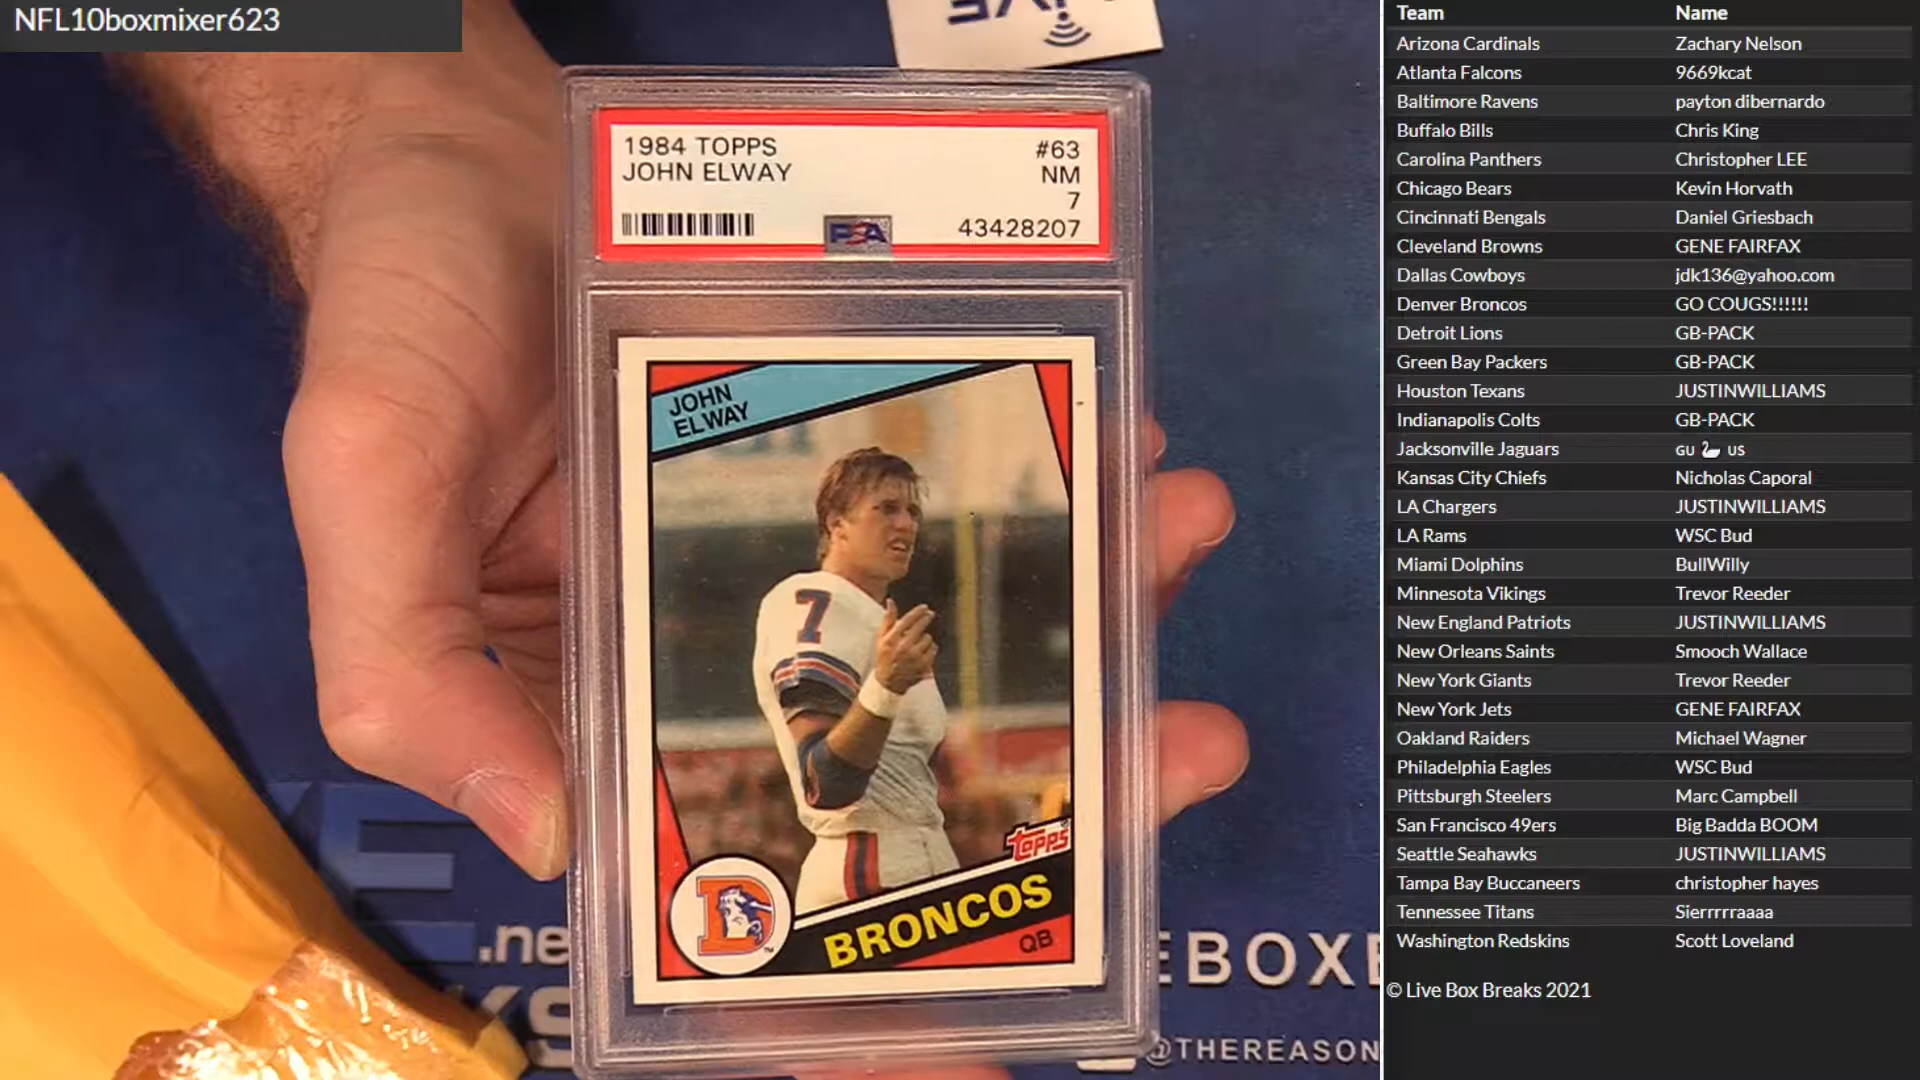 NFL10boxmixer623
1984 TOPPS #63
JOHN ELWAY NM
7
PSA 43428207
JOHN
ELWAY
7
TOPPS
BRONCOS
QB
.ne
EBOX
@THEREASON
Team Name
Arizona Cardinals Zachary Nelson
Atlanta Falcons 9669kcat
Baltimore Ravens payton dibernardo
Buffalo Bills Chris King
Carolina Panthers Christopher LEE
Chicago Bears Kevin Horvath
Cincinnati Bengals Daniel Griesbach
Cleveland Browns GENE FAIRFAX
Dallas Cowboys jdk136@yahoo.com
Denver Broncos GO COUGS!!!!!!
Detroit Lions GB-PACK
Green Bay Packers GB-PACK
Houston Texans JUSTINWILLIAMS
Indianapolis Colts GB-PACK
Jacksonville Jaguars GU 🦢 US
Kansas City Chiefs Nicholas Caporal
LA Chargers JUSTINWILLIAMS
LA Rams WSC Bud
Miami Dolphins BullWilly
Minnesota Vikings Trevor Reeder
New England Patriots JUSTINWILLIAMS
New Orleans Saints Smooch Wallace
New York Giants Trevor Reeder
New York Jets GENE FAIRFAX
Oakland Raiders Michael Wagner
Philadelphia Eagles WSC Bud
Pittsburgh Steelers Marc Campbell
San Francisco 49ers Big Badda BOOM
Seattle Seahawks JUSTINWILLIAMS
Tampa Bay Buccaneers christopher hayes
Tennessee Titans Sierrrrraaaa
Washington Redskins Scott Loveland
© Live Box Breaks 2021